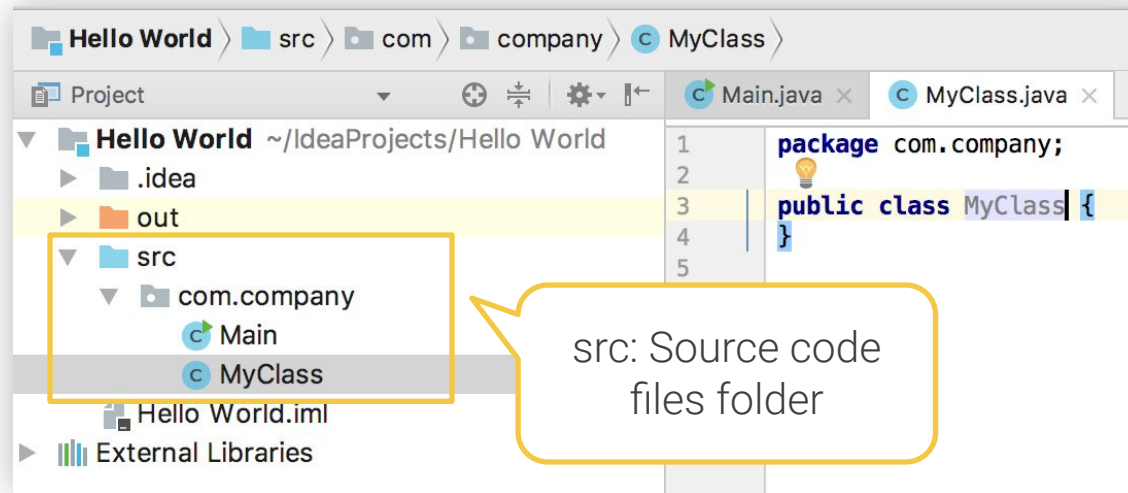 Hello World src com company MyClass
Project
Main.java MyClass.java
Hello World ~/IdeaProjects/Hello World
.idea
out
src
com.company
Main
MyClass
Hello World.iml
External Libraries
1 package com.company;
2
3 public class MyClass {
4 }
5
src: Source code
files folder